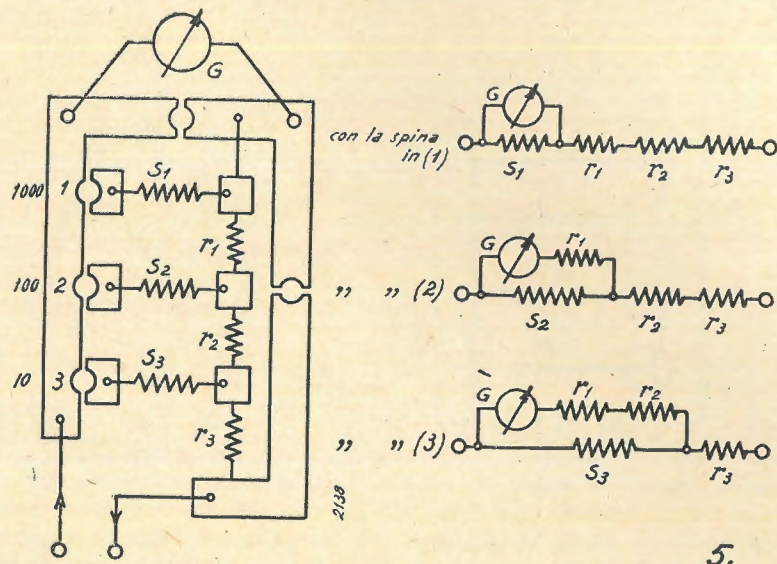 G
1000 1 S1
r1
100 2 S2
r2
10 3 S3
r3
2138
con la spina
in (1)
G
S1 r1 r2 r3
„ „ (2)
G r1
S2 r2 r3
„ „ (3)
G r1 r2
S3 r3
5.